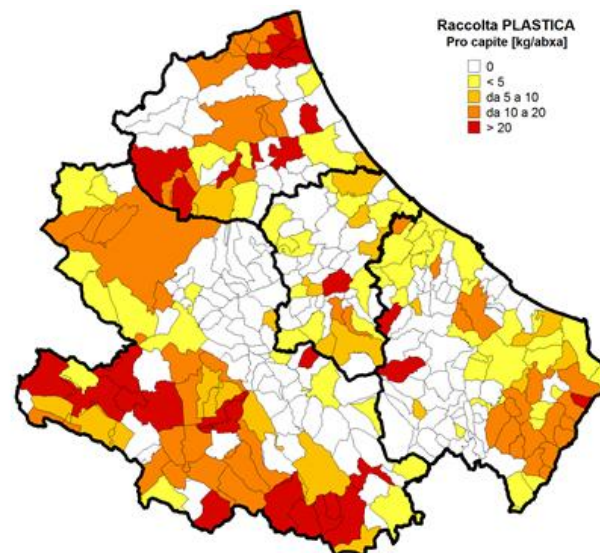 Raccolta PLASTICA
Pro capite [kg/abxa]
0
< 5
da 5 a 10
da 10 a 20
> 20